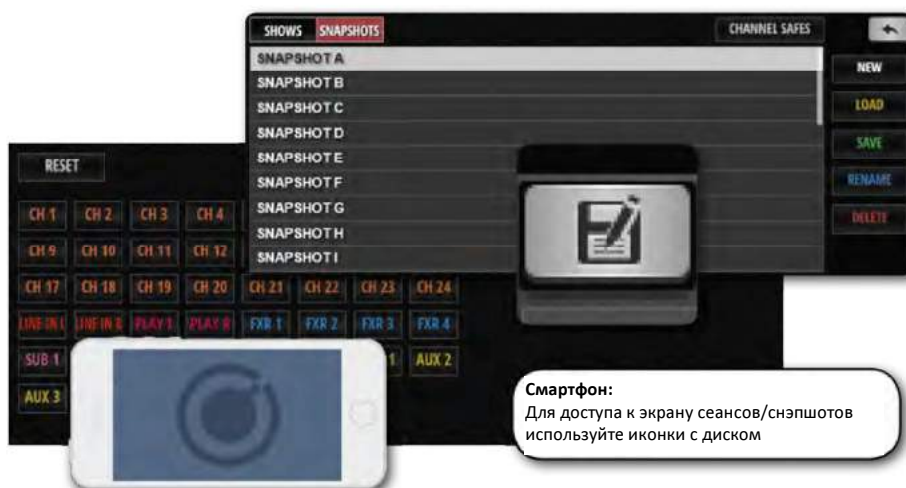 SHOWS SNAPSHOTS CHANNEL SAFES
SNAPSHOT A
NEW
SNAPSHOT B
SNAPSHOT C
LOAD
SNAPSHOT D
SAVE
SNAPSHOT E
RESET
SNAPSHOT F
RENAME
SNAPSHOT G
DELETE
SNAPSHOT H
SNAPSHOT I
CH 1 CH 2 CH 3 CH 4
CH 9 CH 10 CH 11 CH 12
CH 17 CH 18 CH 19 CH 20 CH 21 CH 22 CH 23 CH 24
LINE IN L LINE IN R PLAY L PLAY R FXR 1 FXR 2 FXR 3 FXR 4
SUB 1 AUX 2
AUX 3
Смартфон:
Для доступа к экрану сеансов/снэпшотов
используйте иконки с диском